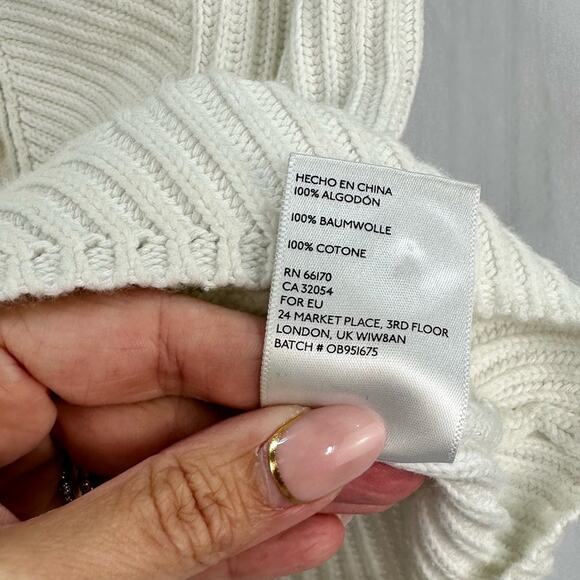 HECHO EN CHINA
100% ALGODÓN
100% BAUMWOLLE
100% COTONE
RN 66170
CA 32054
FOR EU
24 MARKET PLACE, 3RD FLOOR
LONDON, UK W1W8AN
BATCH # OB951675